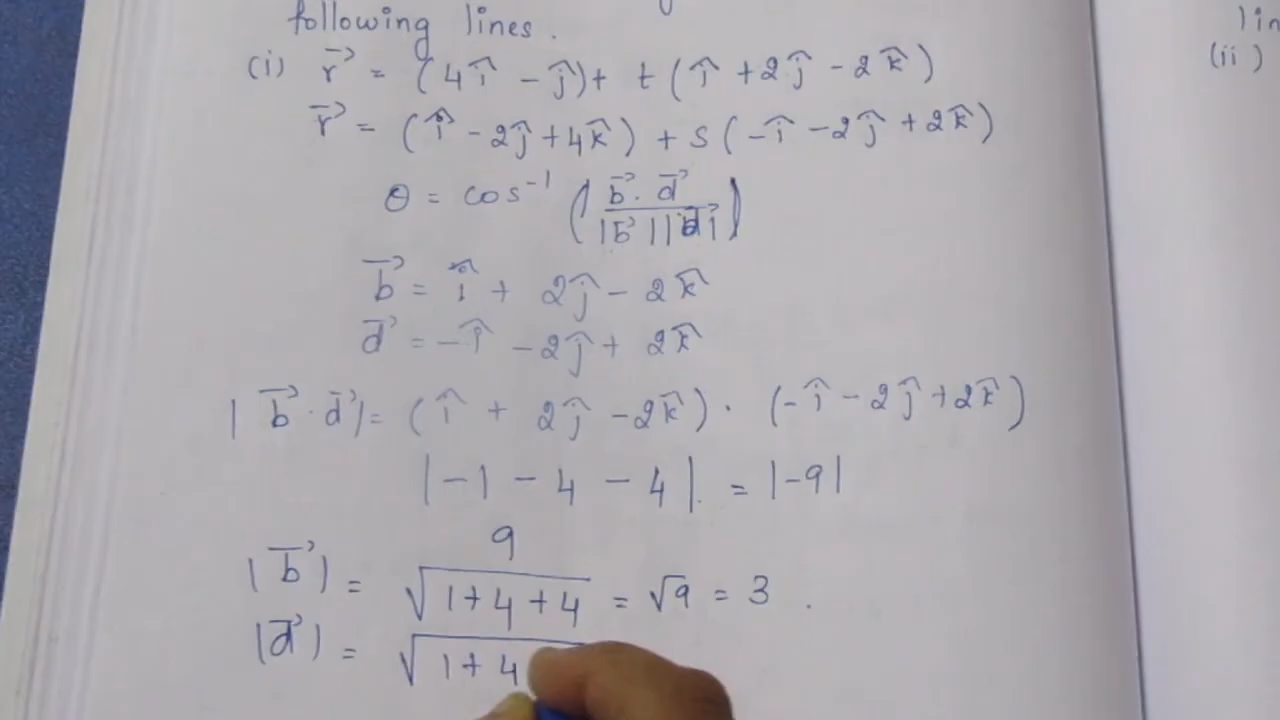 following lines.
(i) r⃗ = (4î − ĵ) + t(î + 2ĵ − 2k̂)
r⃗ = (î − 2ĵ + 4k̂) + s(−î − 2ĵ + 2k̂)
θ = cos⁻¹ (b⃗ · d⃗ / |b⃗||d⃗|)
b⃗ = î + 2ĵ − 2k̂
d⃗ = −î − 2ĵ + 2k̂
|b⃗ · d⃗| = (î + 2ĵ − 2k̂) · (−î − 2ĵ + 2k̂)
|−1 − 4 − 4|. = |−9|
9
|b⃗| = √(1+4+4) = √9 = 3.
|d⃗| = √(1+4
(ii)